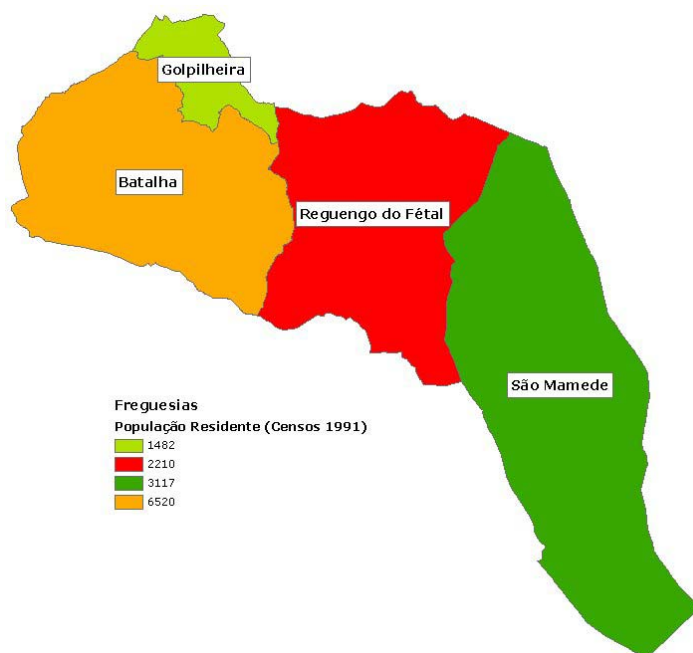 Golpilheira
Batalha
Reguengo do Fétal
São Mamede
Freguesias
População Residente (Censos 1991)
1482
2210
3117
6520